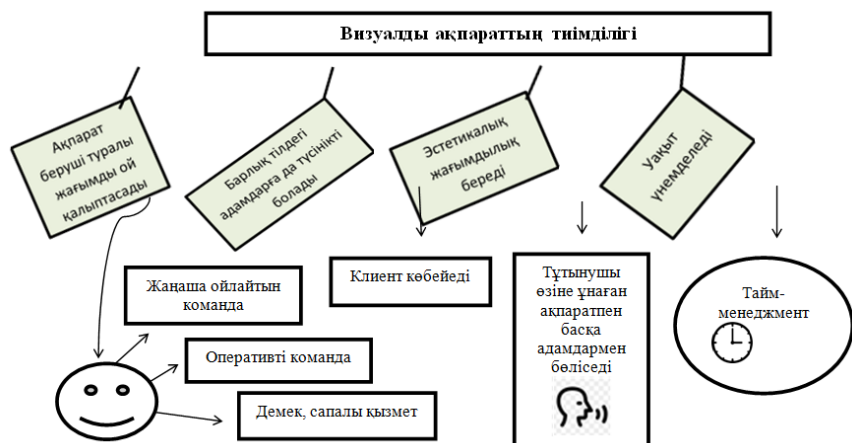 Визуалды ақпараттың тиімділігі
Ақпарат
беруші туралы
жағымды ой
қалыптасады
Барлық тілдегі
адамдарға да түсінікті
болады
Эстетикалық
жағымдылық
береді
Уақыт
үнемделеді
Жаңаша ойлайтын
команда
Оперативті команда
Демек, сапалы қызмет
Клиент көбейеді
Тұтынушы
өзіне ұнаған
ақпаратпен
басқа
адамдармен
бөліседі
Тайм-
менеджмент